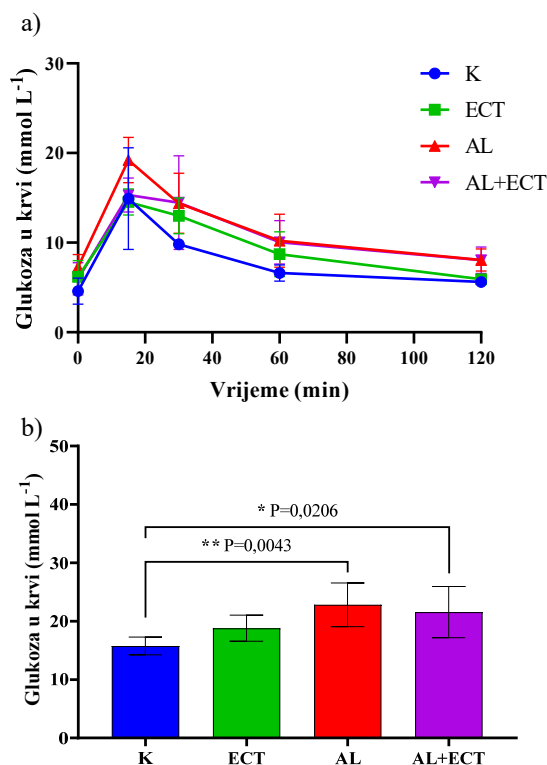 a)
Glukoza u krvi (mmol L⁻¹)
30
20
10
0
0 20 40 60 80 100 120
Vrijeme (min)
K
ECT
AL
AL+ECT
b)
Glukoza u krvi (mmol L⁻¹)
50
40
30
20
10
0
* P=0,0206
** P=0,0043
K ECT AL AL+ECT